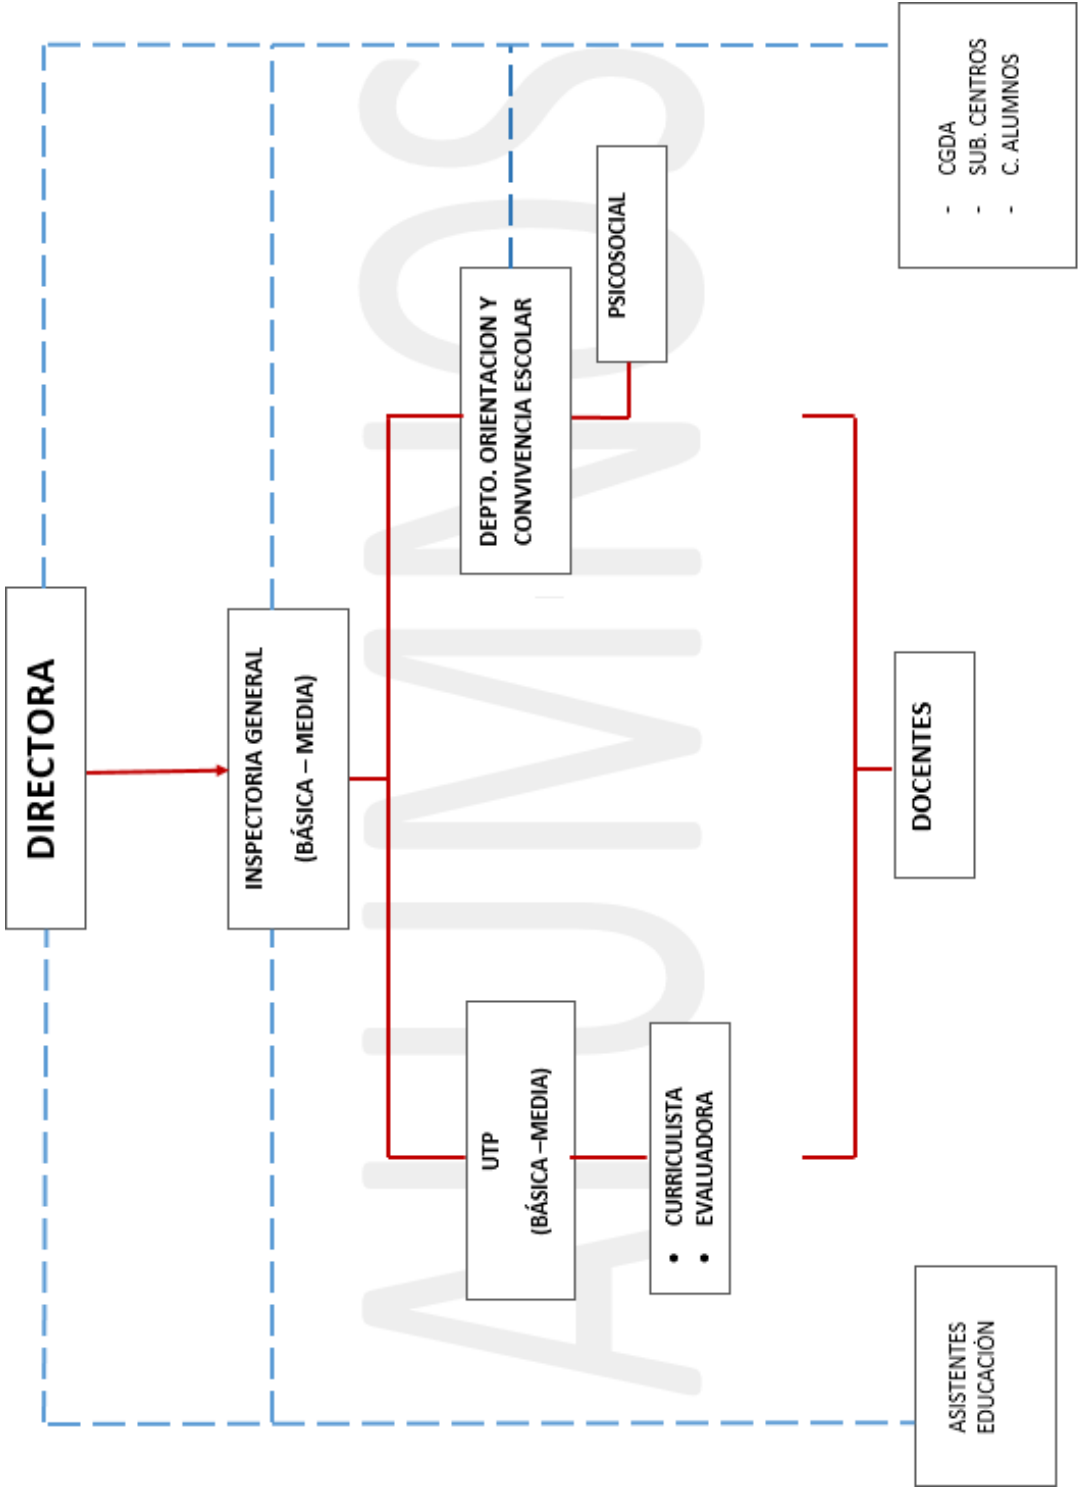 DIRECTORA
INSPECTORIA GENERAL
(BÁSICA – MEDIA)
UTP
(BÁSICA –MEDIA)
DEPTO. ORIENTACION Y
CONVIVENCIA ESCOLAR
• CURRICULISTA
• EVALUADORA
PSICOSOCIAL
ALUMNOS
DOCENTES
ASISTENTES
EDUCACIÓN
- CGDA
- SUB. CENTROS
- C. ALUMNOS